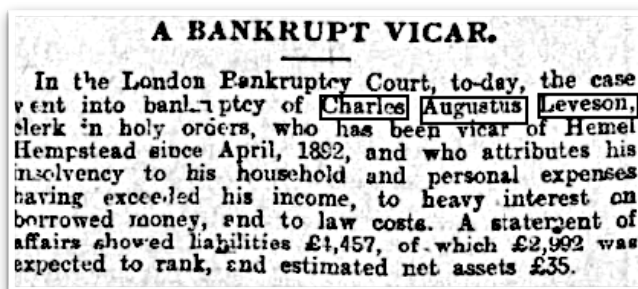 A BANKRUPT VICAR.
In the London Bankruptcy Court, to-day, the case
went into bankruptcy of Charles Augustus Leveson,
clerk in holy orders, who has been vicar of Hemel
Hempstead since April, 1892, and who attributes his
insolvency to his household and personal expenses
having exceeded his income, to heavy interest on
borrowed money, and to law costs. A statement of
affairs showed liabilities £4,457, of which £2,992 was
expected to rank, and estimated net assets £35.